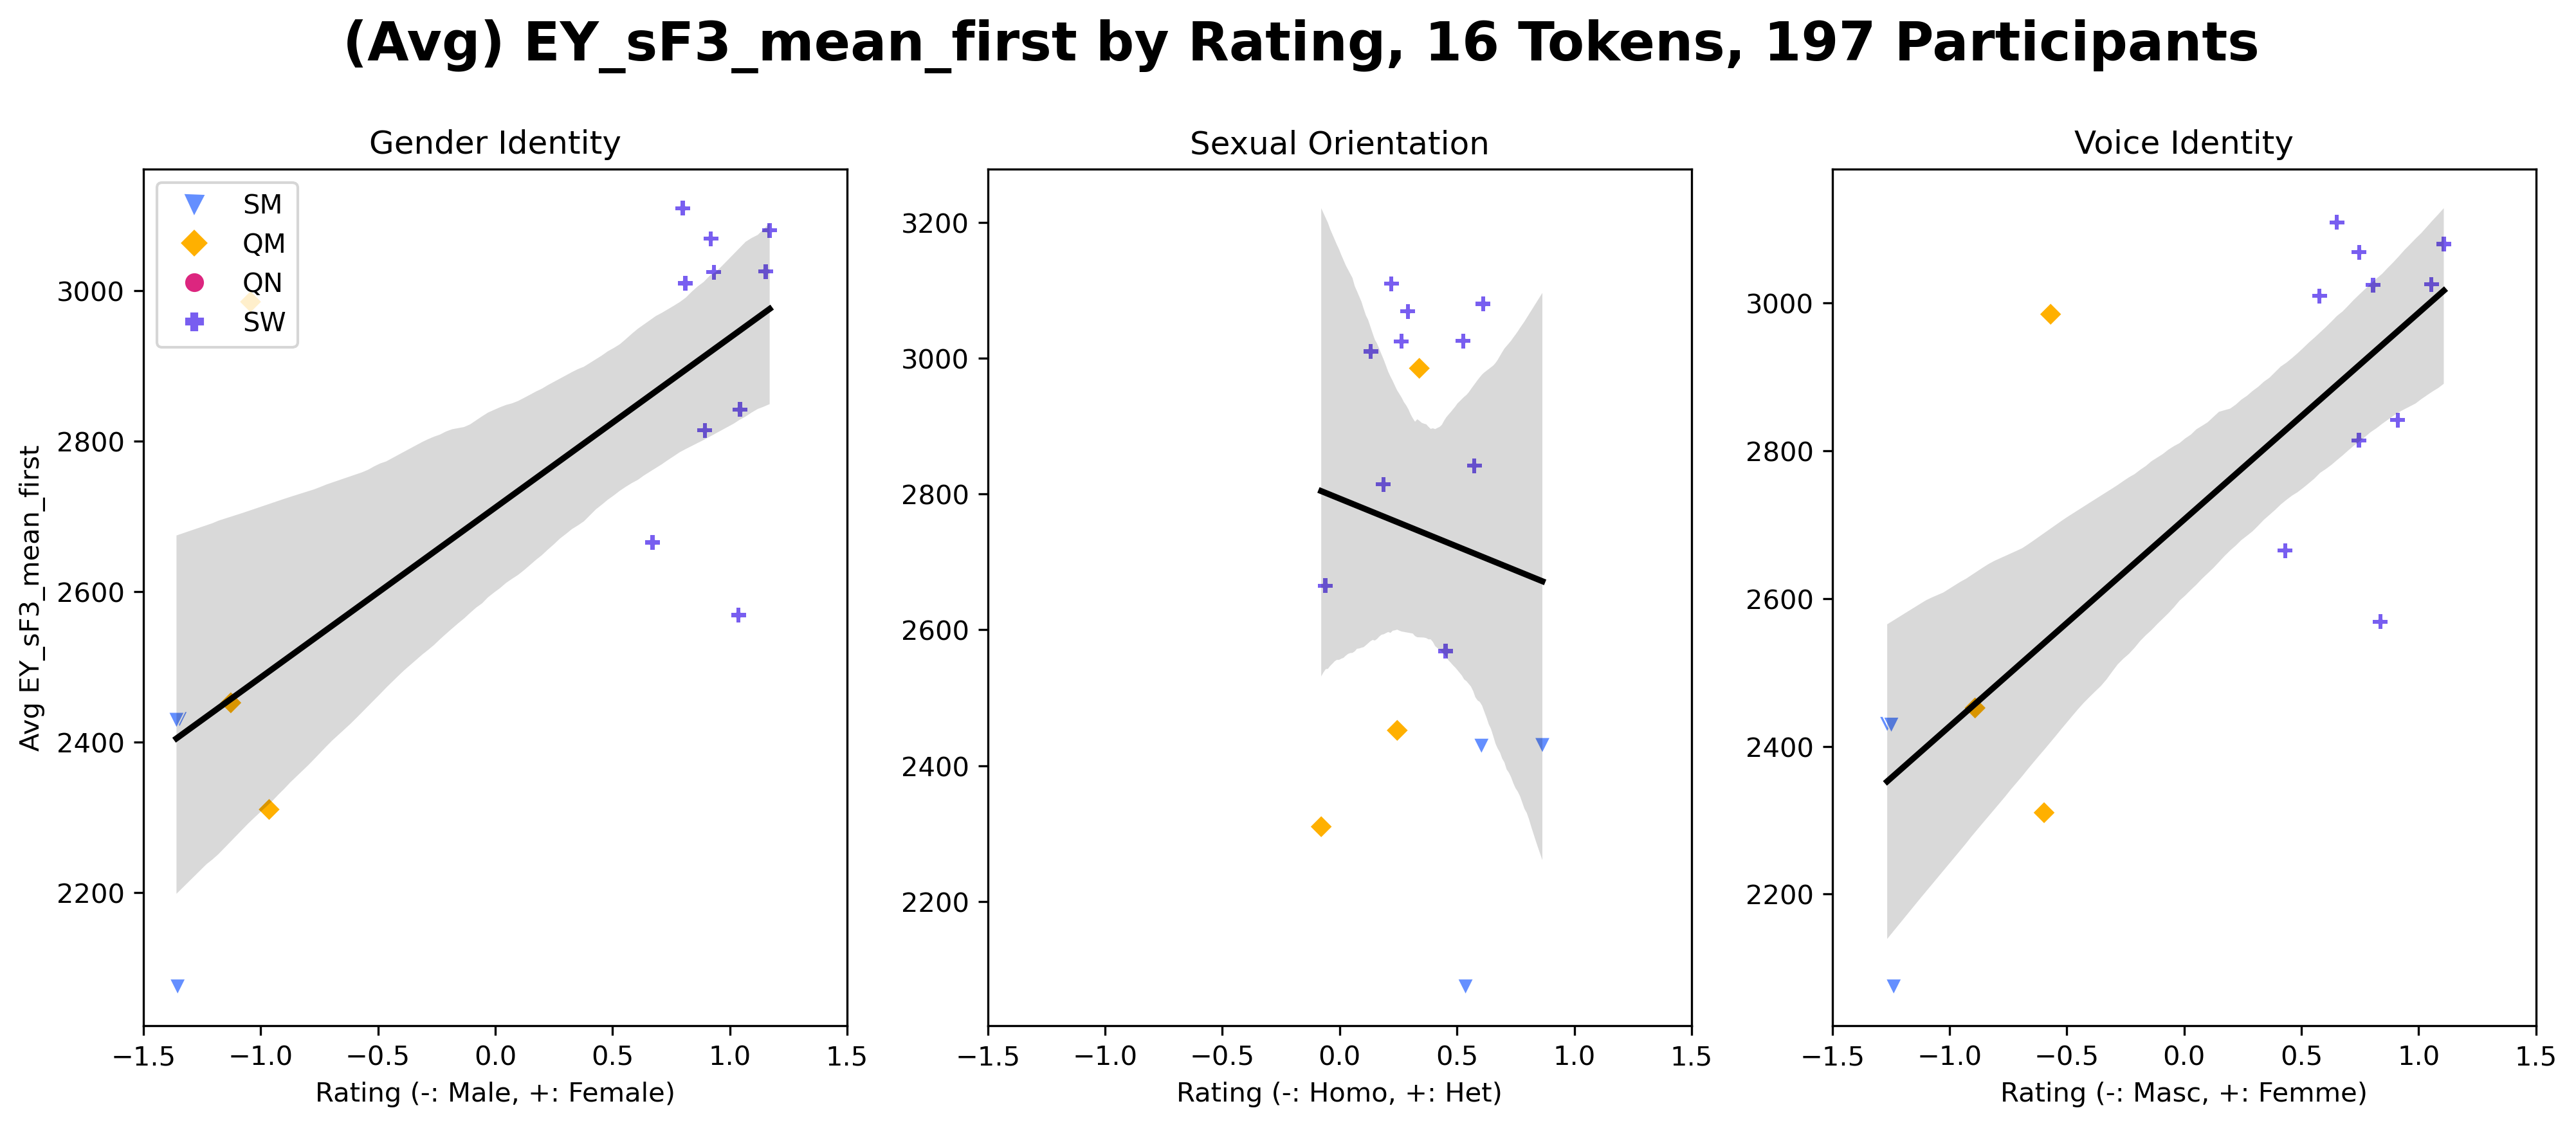 (Avg) EY_sF3_mean_first by Rating, 16 Tokens, 197 Participants
Gender Identity
SM
QM
QN
SW
3000
2800
2600
2400
2200
Avg EY_sF3_mean_first
−1.5 −1.0 −0.5 0.0 0.5 1.0 1.5
Rating (-: Male, +: Female)
Sexual Orientation
3200
3000
2800
2600
2400
2200
−1.5 −1.0 −0.5 0.0 0.5 1.0 1.5
Rating (-: Homo, +: Het)
Voice Identity
3000
2800
2600
2400
2200
−1.5 −1.0 −0.5 0.0 0.5 1.0 1.5
Rating (-: Masc, +: Femme)